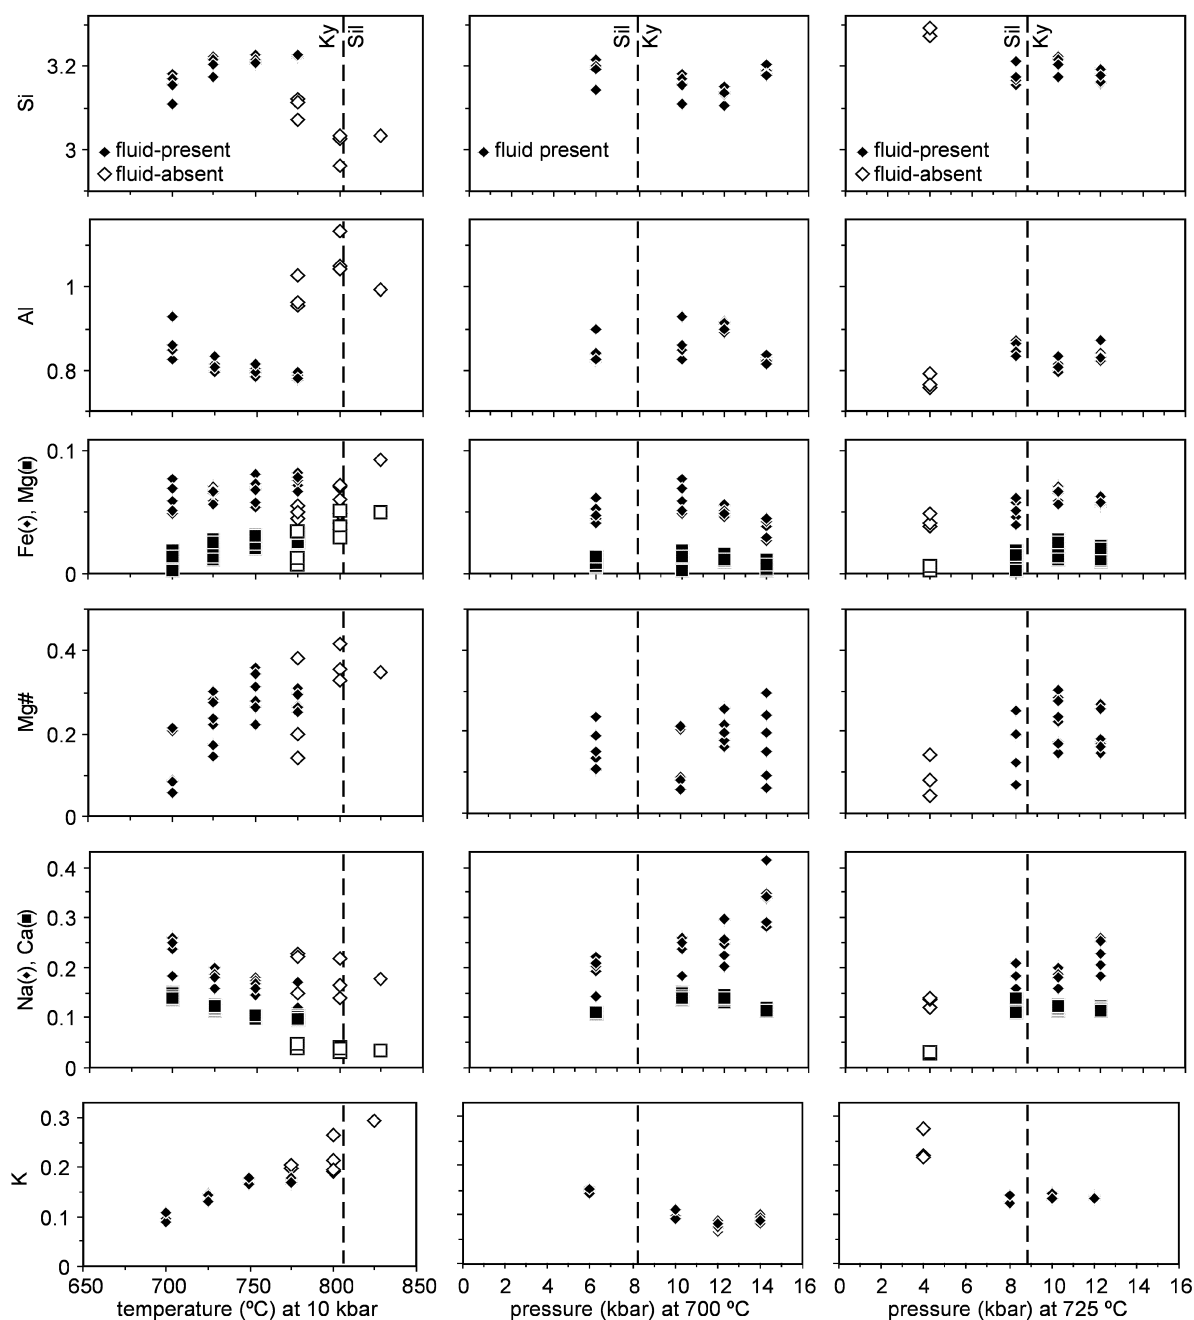 Ky Sil
Sil Ky
Sil Ky
Si
3.2
3
◆ fluid-present
◇ fluid-absent
◆ fluid present
◆ fluid-present
◇ fluid-absent
Al
1
0.8
Fe(◆), Mg(■)
0.1
0
Mg#
0.4
0.2
0
Na(◆), Ca(■)
0.4
0.3
0.2
0.1
0
K
0.3
0.2
0.1
0
650 700 750 800 850
0 2 4 6 8 10 12 14 16
0 2 4 6 8 10 12 14 16
temperature (ºC) at 10 kbar
pressure (kbar) at 700 ºC
pressure (kbar) at 725 ºC